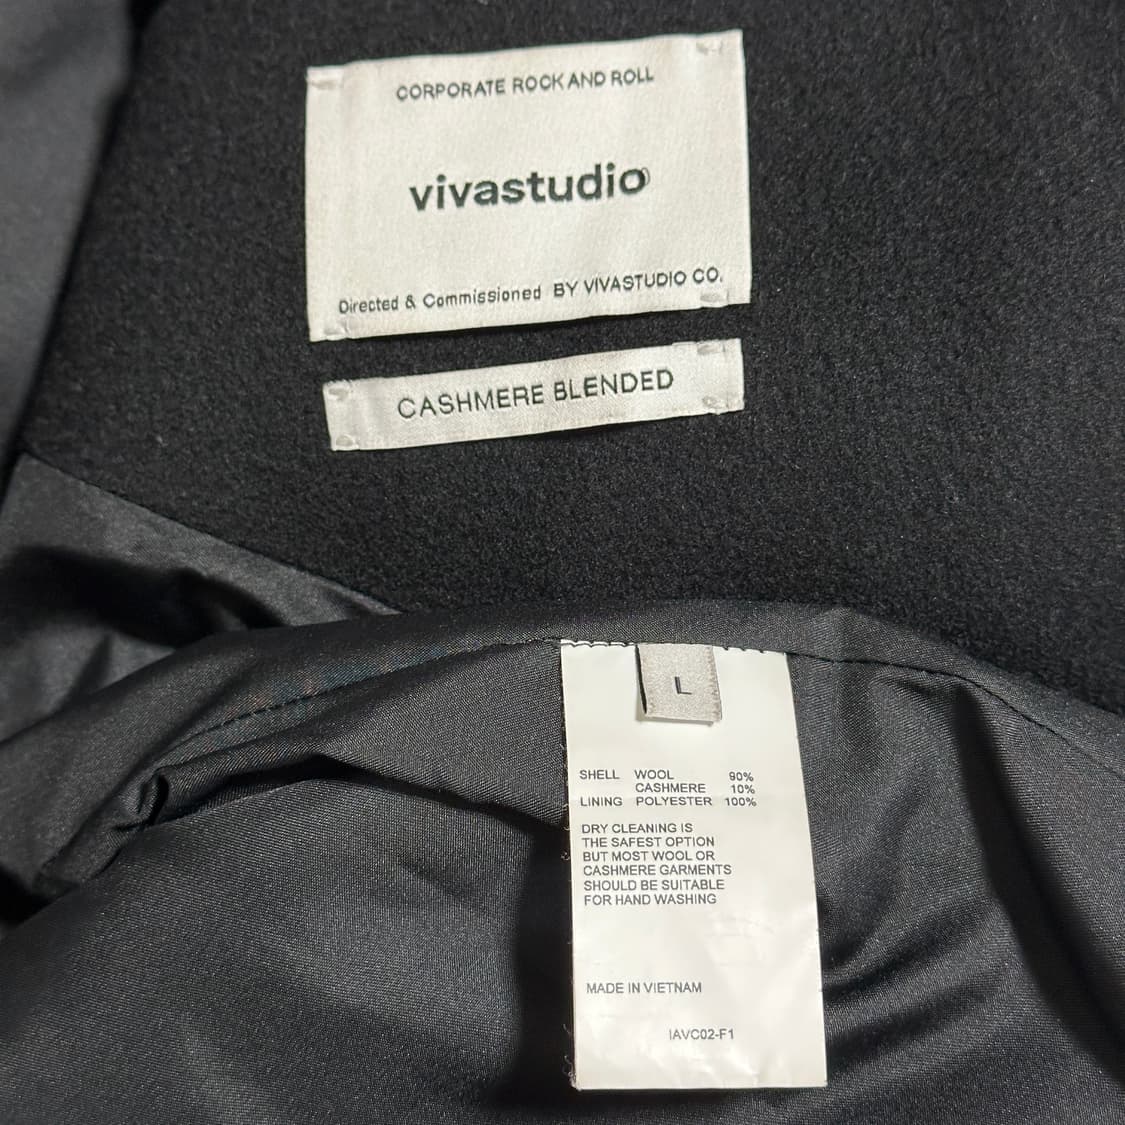 CORPORATE ROCK AND ROLL
vivastudio
Directed & Commissioned BY VIVASTUDIO CO.
CASHMERE BLENDED
L
SHELL WOOL 90%
CASHMERE 10%
LINING POLYESTER 100%
DRY CLEANING IS
THE SAFEST OPTION
BUT MOST WOOL OR
CASHMERE GARMENTS
SHOULD BE SUITABLE
FOR HAND WASHING
MADE IN VIETNAM
IAVC02-F1